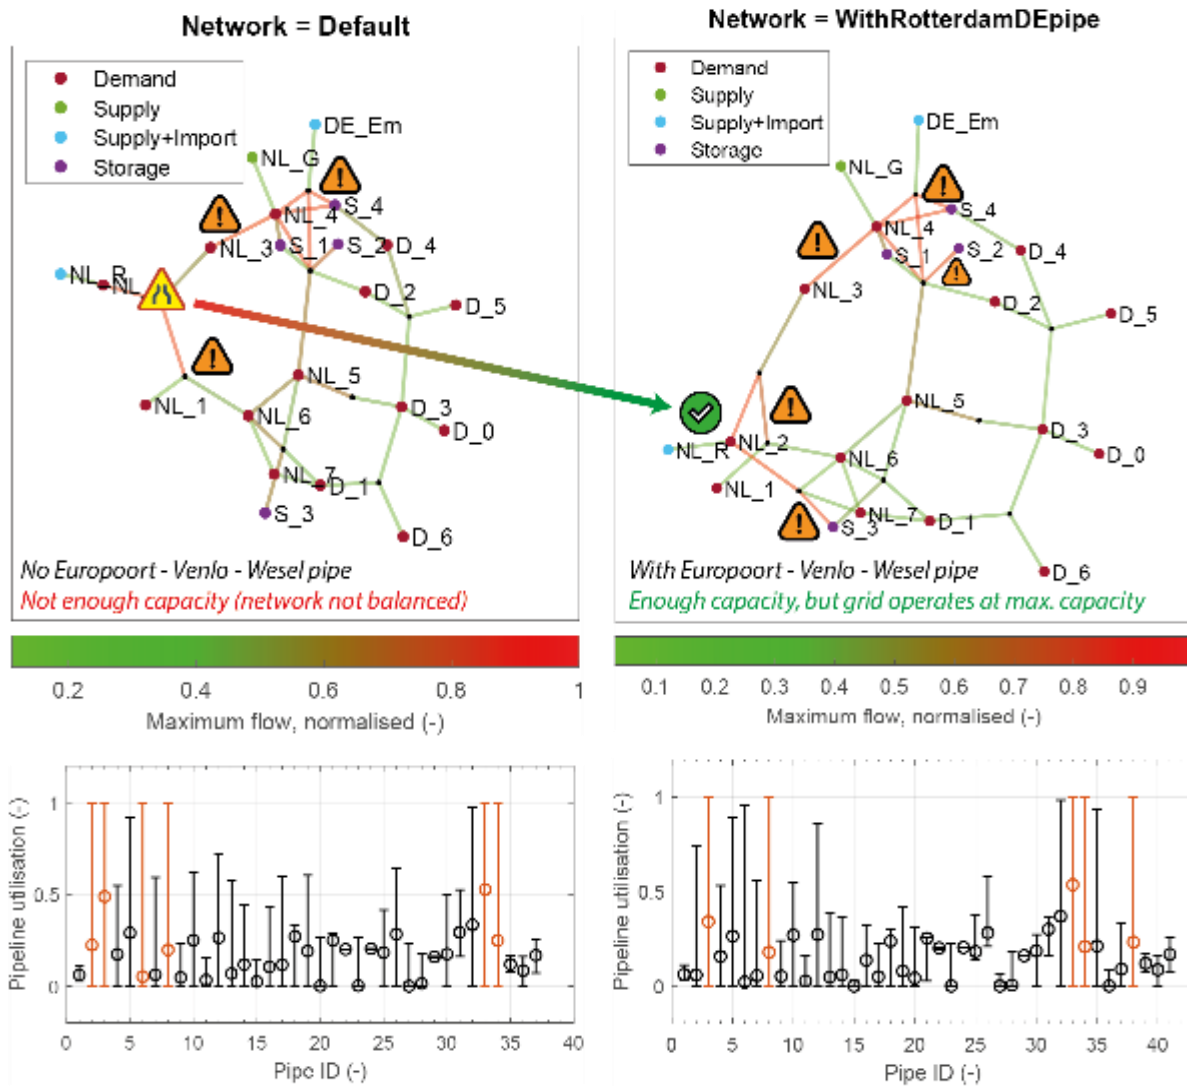 Network = Default
Demand
Supply
Supply+Import
Storage
DE_Em
NL_G
NL_4
S_4
NL_3
S_1
S_2
D_4
NL_R
NL_
D_2
D_5
NL_5
NL_1
NL_6
D_3
D_0
NL_7
D_1
S_3
D_6
No Europoort - Venlo - Wesel pipe
Not enough capacity (network not balanced)
0.2 0.4 0.6 0.8 1
Maximum flow, normalised (-)
Pipeline utilisation (-)
1
0.5
0
0 5 10 15 20 25 30 35 40
Pipe ID (-)
Network = WithRotterdamDEpipe
Demand
Supply
Supply+Import
Storage
DE_Em
NL_G
S_4
NL_4
S_1
S_2
D_4
NL_3
D_2
D_5
NL_5
NL_R
NL_2
D_3
NL_6
D_0
NL_1
S_3
NL_7
D_1
D_6
With Europoort - Venlo - Wesel pipe
Enough capacity, but grid operates at max. capacity
0.1 0.2 0.3 0.4 0.5 0.6 0.7 0.8 0.9
Maximum flow, normalised (-)
Pipeline utilisation (-)
1
0.5
0
0 5 10 15 20 25 30 35 40
Pipe ID (-)